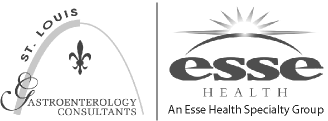 ST. LOUIS
GASTROENTEROLOGY
CONSULTANTS
esse
HEALTH
An Esse Health Specialty Group